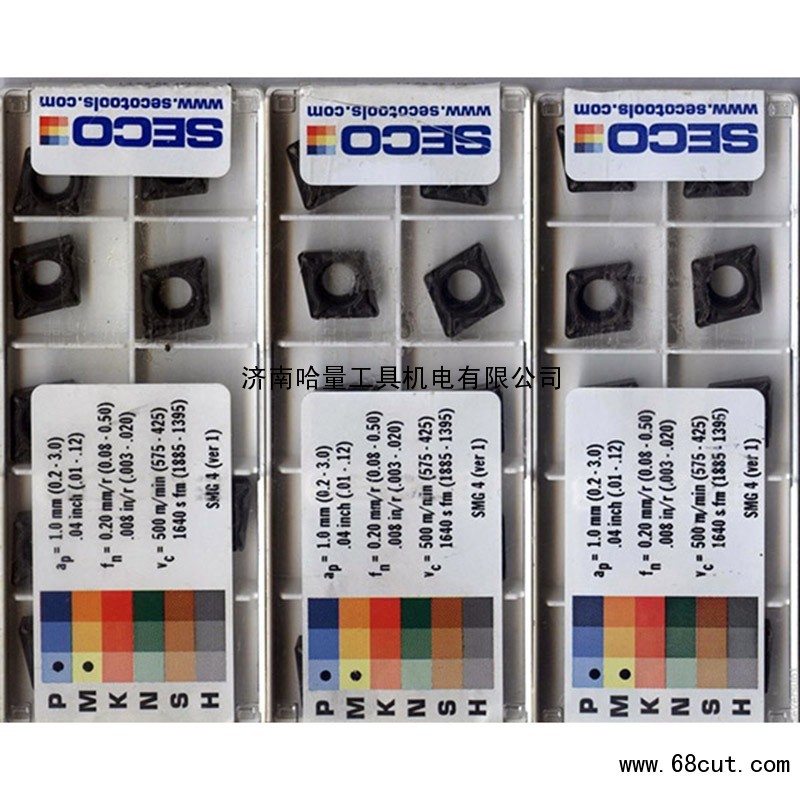 www.secotools.com
SECO
www.secotools.com
SECO
www.secotools.com
SECO
济南哈量工具机电有限公司
ap = 1.0 mm (0.2 - 3.0)
.04 inch (.01 - .12)
fn = 0.20 mm/r (0.08 - 0.50)
.008 in/r (.003 - .020)
vc = 500 m/min (575 - 425)
1640 s fm (1885 - 1395)
SMG 4 (ver 1)
P M K N S H
ap = 1.0 mm (0.2 - 3.0)
.04 inch (.01 - .12)
fn = 0.20 mm/r (0.08 - 0.50)
.008 in/r (.003 - .020)
vc = 500 m/min (575 - 425)
1640 s fm (1885 - 1395)
SMG 4 (ver 1)
P M K N S H
ap = 1.0 mm (0.2 - 3.0)
.04 inch (.01 - .12)
fn = 0.20 mm/r (0.08 - 0.50)
.008 in/r (.003 - .020)
vc = 500 m/min (575 - 425)
1640 s fm (1885 - 1395)
SMG 4 (ver 1)
P M K N S H
www.68cut.com